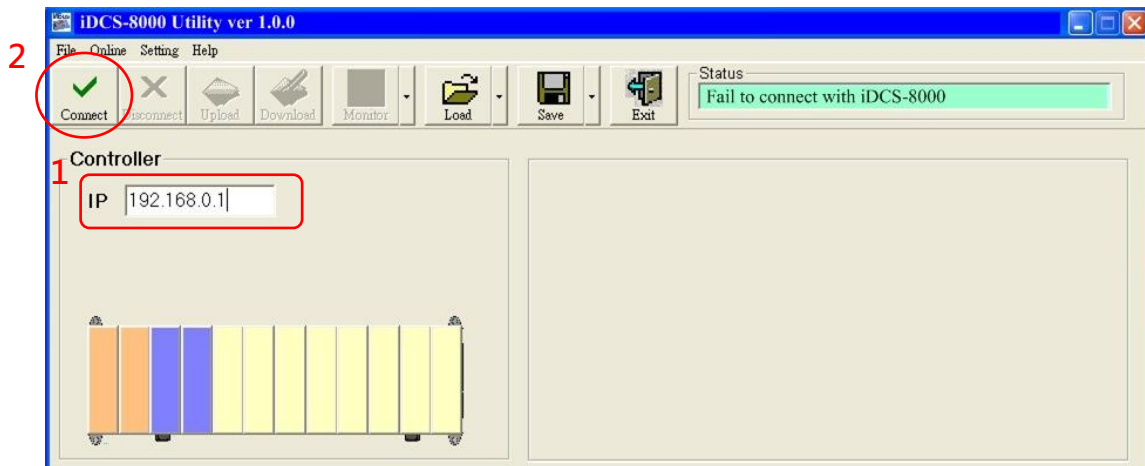 iDCS-8000 Utility ver 1.0.0
2
File Online Setting Help
Connect Disconnect Upload Download Monitor Load Save Exit
Status
Fail to connect with iDCS-8000
Controller
1
IP 192.168.0.1